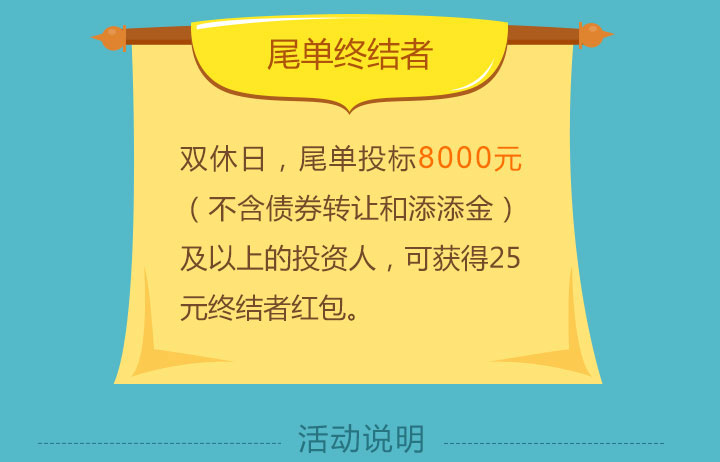 尾单终结者
双休日，尾单投标8000元
（不含债券转让和添添金）
及以上的投资人，可获得25
元终结者红包。
活动说明